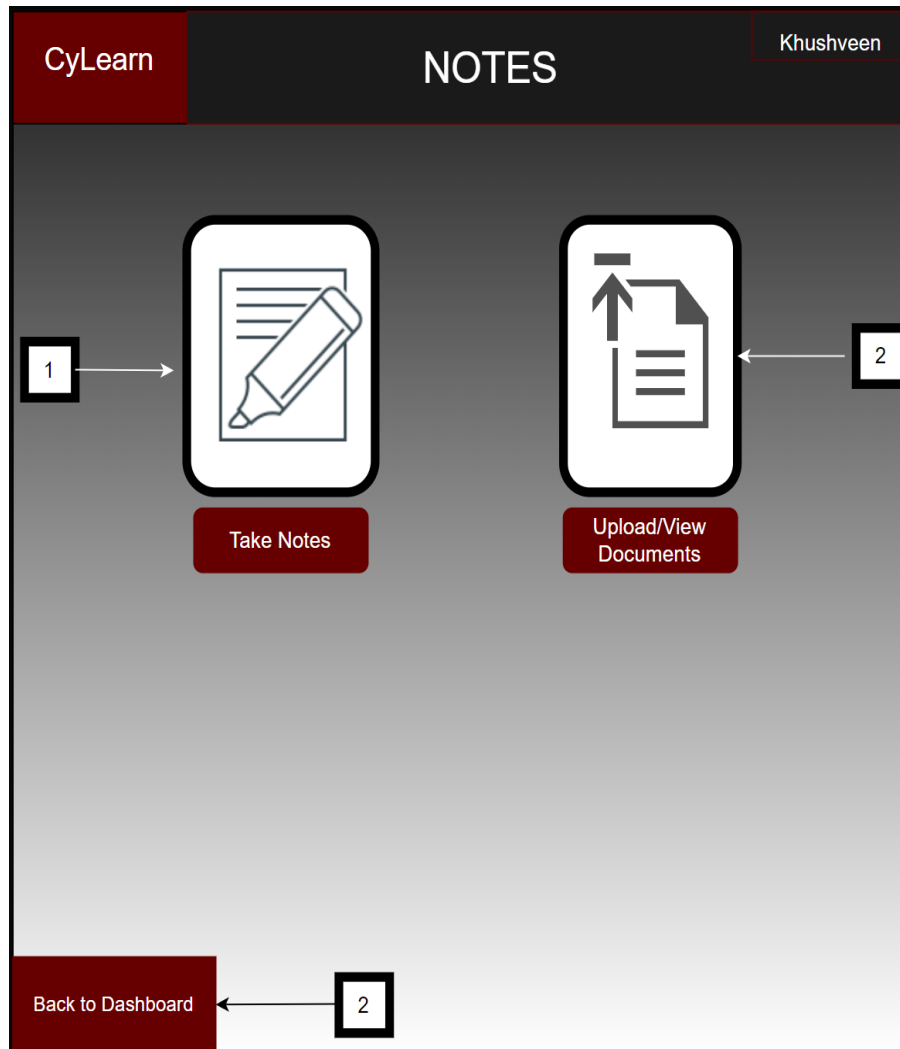 CyLearn
NOTES
Khushveen
1
2
Take Notes
Upload/View
Documents
Back to Dashboard
2